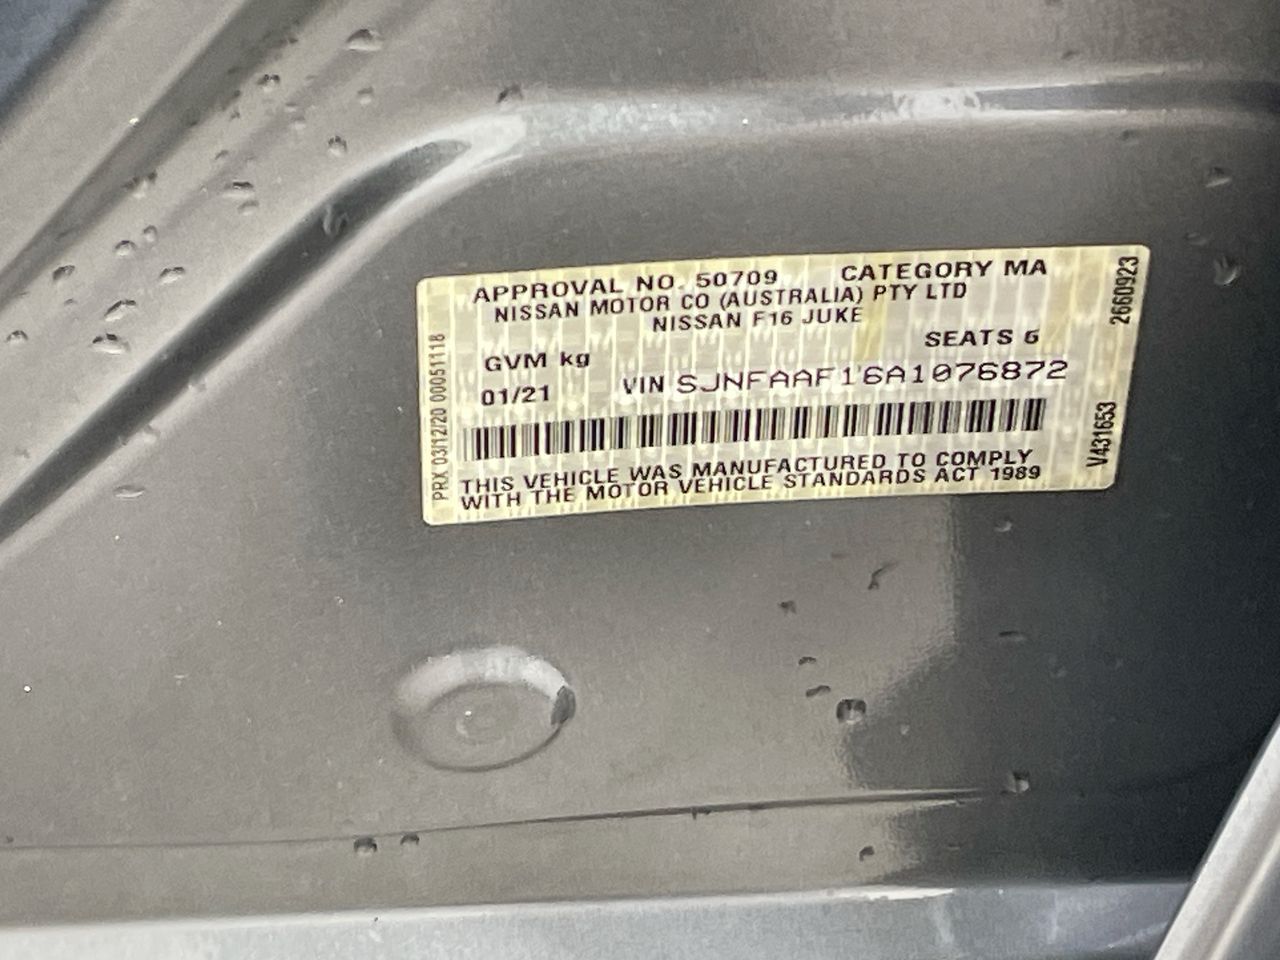 APPROVAL NO. 50709 CATEGORY MA
NISSAN MOTOR CO (AUSTRALIA) PTY LTD
NISSAN F16 JUKE
SEATS 5
GVM kg
01/21 VIN SJNFAAF16A1076872
THIS VEHICLE WAS MANUFACTURED TO COMPLY
WITH THE MOTOR VEHICLE STANDARDS ACT 1989
PRX 03/12/20 00051118
2660923
V431653